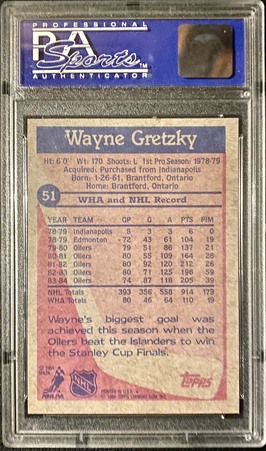 PROFESSIONAL
PSA
Sports
AUTHENTICATOR
Wayne Gretzky
51
Ht: 6'0" Wt: 170 Shoots: L 1st Pro Season: 1978-79
Acquired: Purchased from Indianapolis
Born: 1-26-61, Brantford, Ontario
Home: Brantford, Ontario
WHA and NHL Record
YEAR TEAM GP G A PTS PIM
78-79 Indianapolis 8 3 3 6 0
78-79 Edmonton 72 43 61 104 19
79-80 Oilers 79 51 86 137 21
80-81 Oilers 80 55 109 164 28
81-82 Oilers 80 92 120 212 26
82-83 Oilers 80 71 125 196 59
83-84 Oilers 74 87 118 205 39
NHL Totals 393 356 558 914 173
WHA Totals 80 46 64 110 19
Wayne's biggest goal was
achieved this season when the
Oilers beat the Islanders to win
the Stanley Cup Finals.
NHLPA
NHL
TOPPS